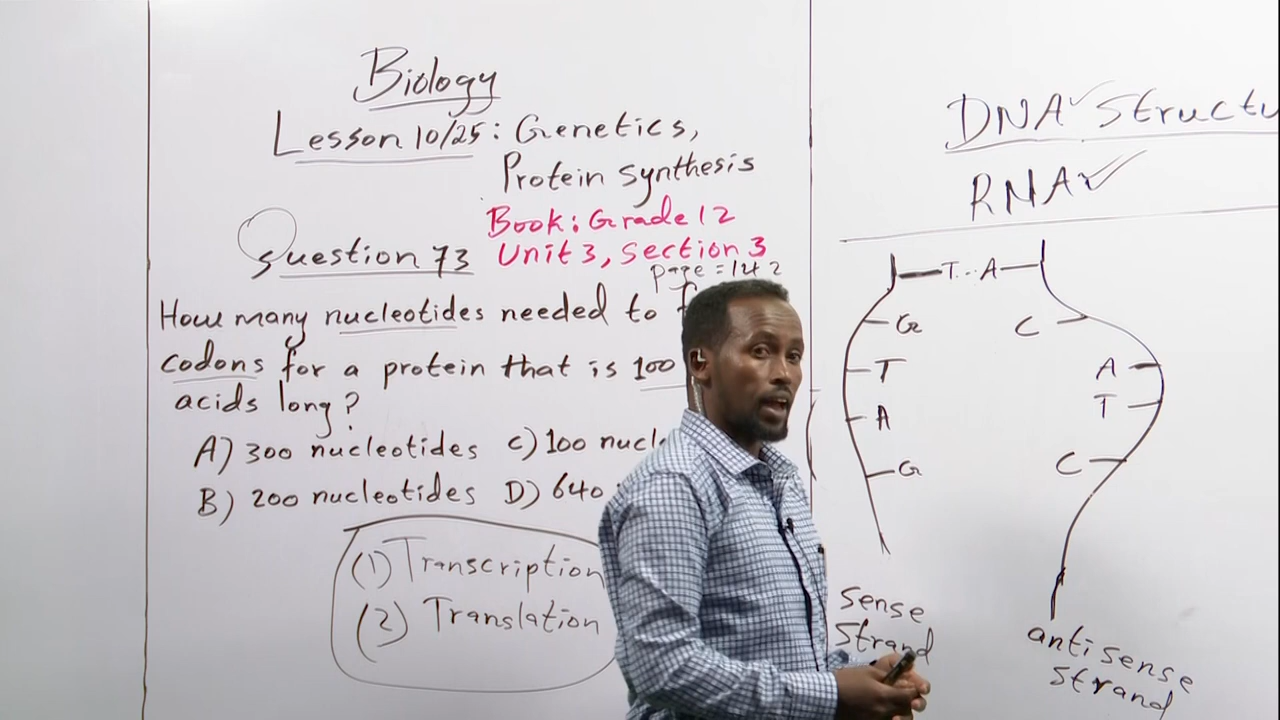 Biology
Lesson 10/25: Genetics,
Protein synthesis
Book: Grade 12
Unit 3, Section 3
page = 142
question 73
How many nucleotides needed to
codons for a protein that is 100
acids long?
A) 300 nucleotides C) 100 nucl
B) 200 nucleotides D) 640
(1) Transcription
(2) Translation
DNA Structu
RNA
T...A
G C
T A
A T
G C
sense
strand
antisense
strand